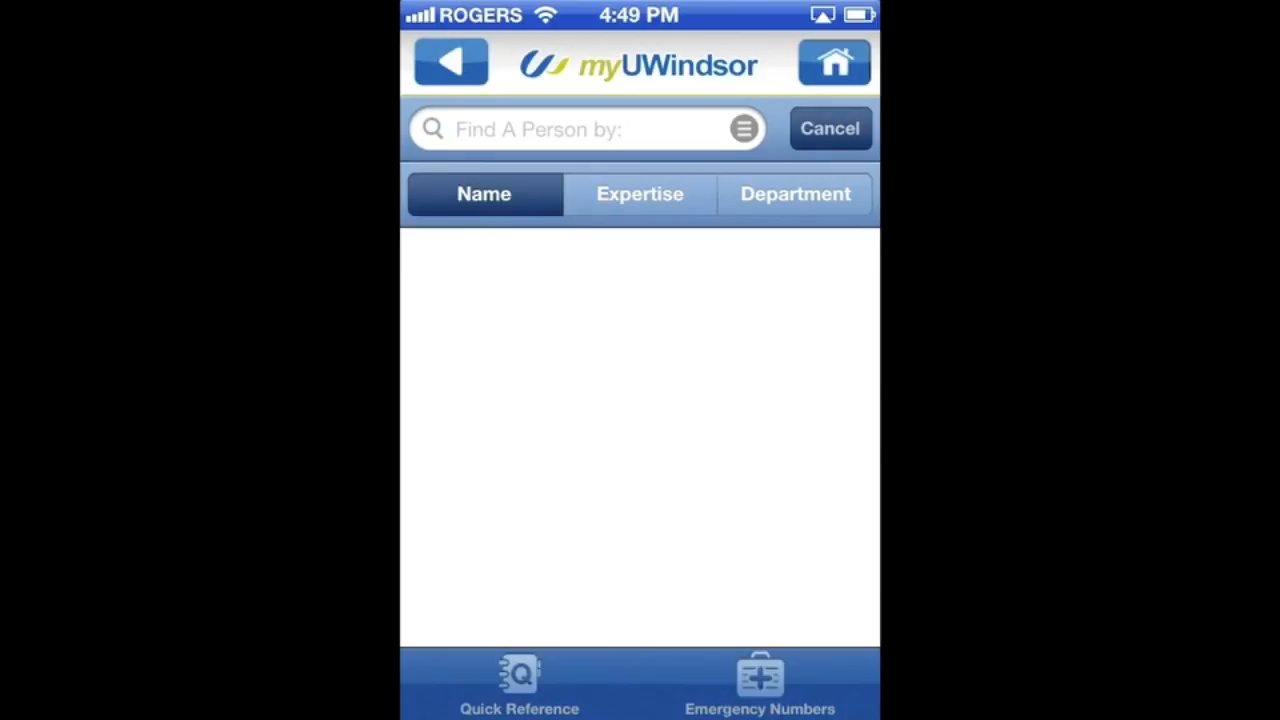 ROGERS 4:49 PM
myUWindsor
Find A Person by:
Cancel
Name Expertise Department
Q
Quick Reference Emergency Numbers